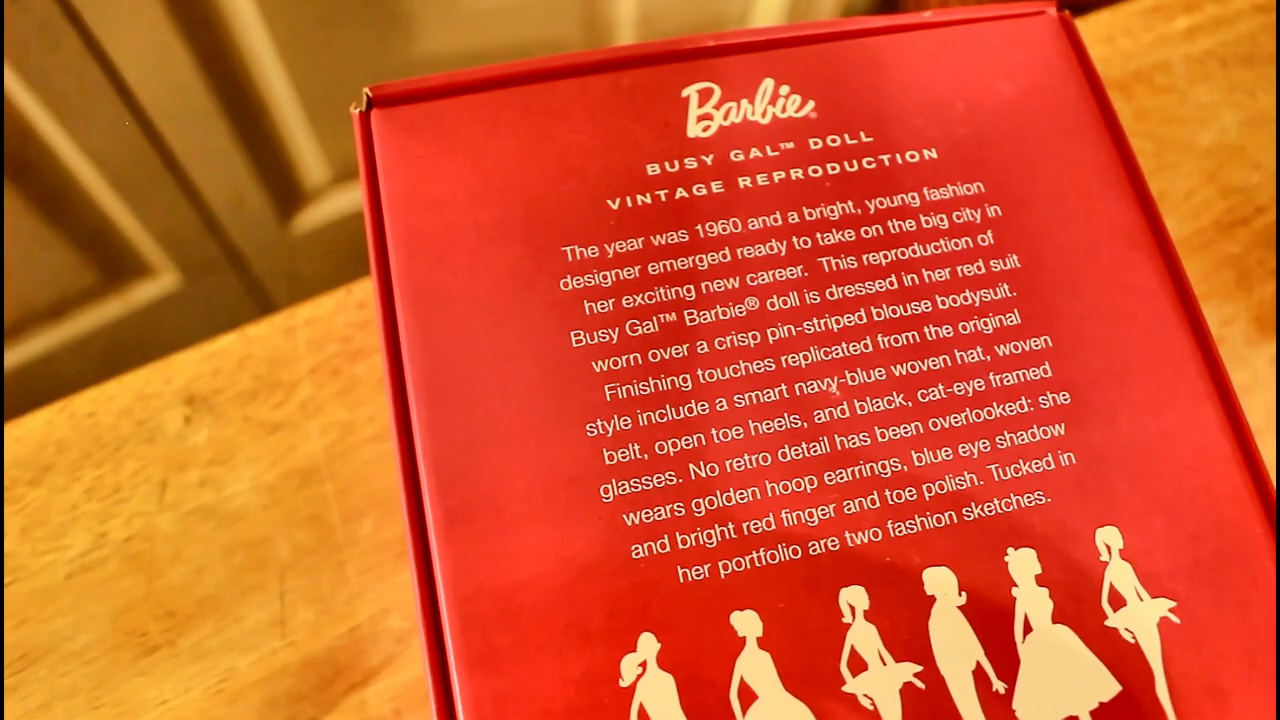 Barbie®
BUSY GAL™ DOLL
VINTAGE REPRODUCTION
The year was 1960 and a bright, young fashion
designer emerged ready to take on the big city in
her exciting new career. This reproduction of
Busy Gal™ Barbie® doll is dressed in her red suit
worn over a crisp pin-striped blouse bodysuit.
Finishing touches replicated from the original
style include a smart navy-blue woven hat, woven
belt, open toe heels, and black, cat-eye framed
glasses. No retro detail has been overlooked: she
wears golden hoop earrings, blue eye shadow
and bright red finger and toe polish. Tucked in
her portfolio are two fashion sketches.